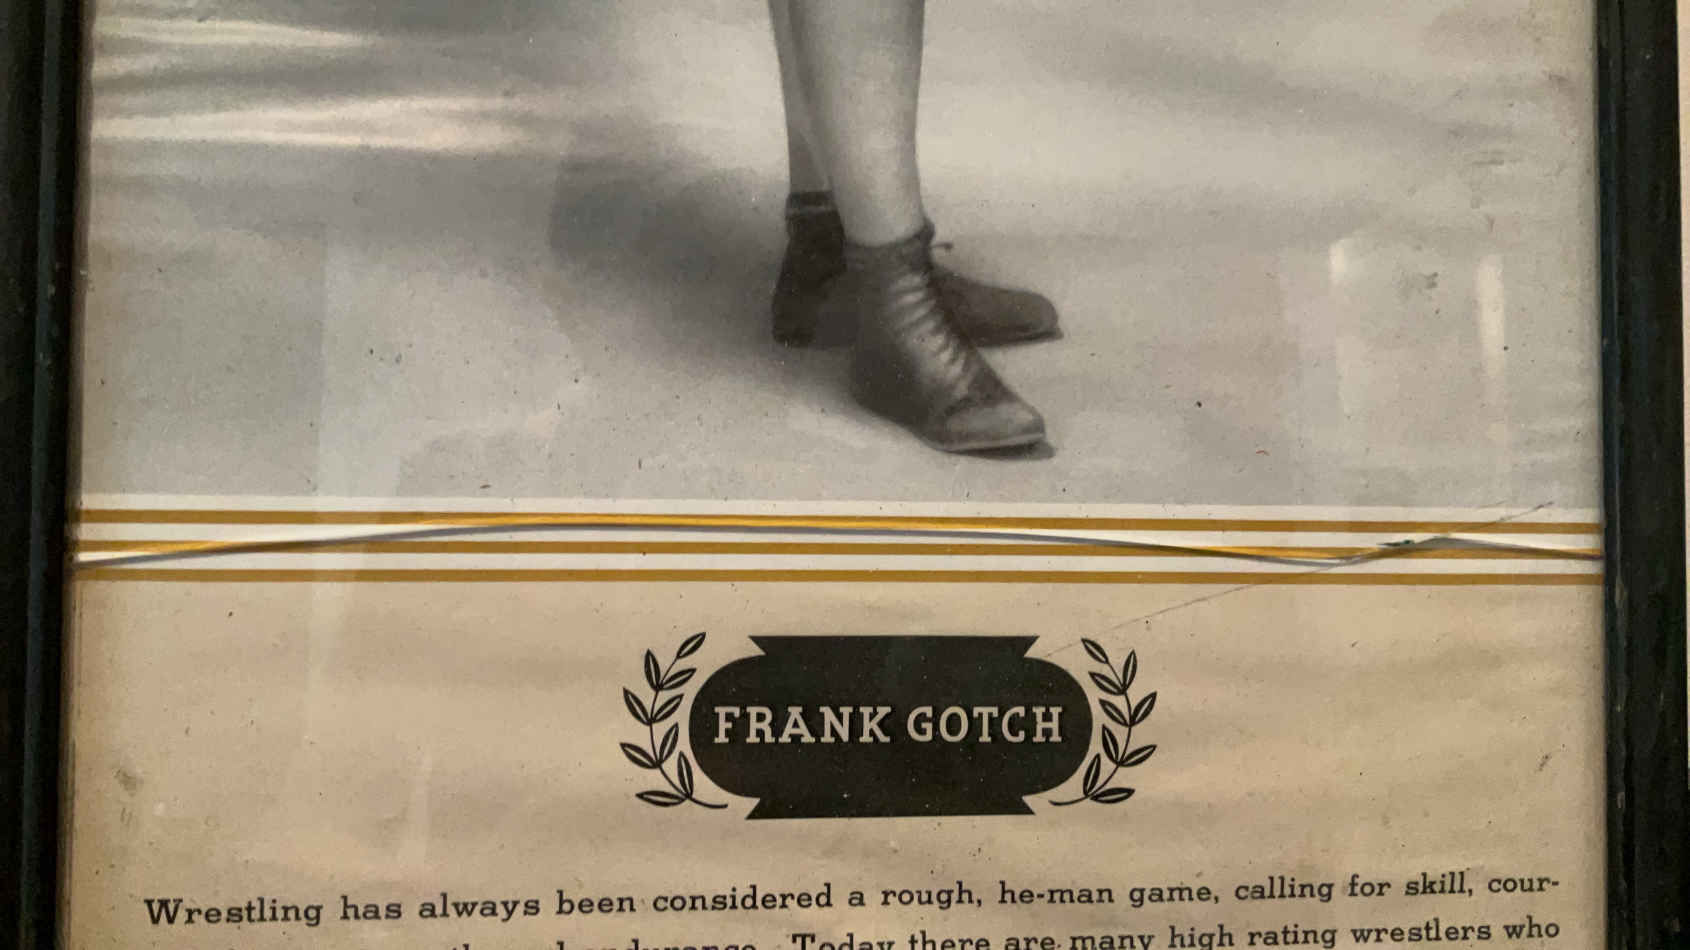 FRANK GOTCH
Wrestling has always been considered a rough, he-man game, calling for skill, cour-
endurance. Today there are many high rating wrestlers who